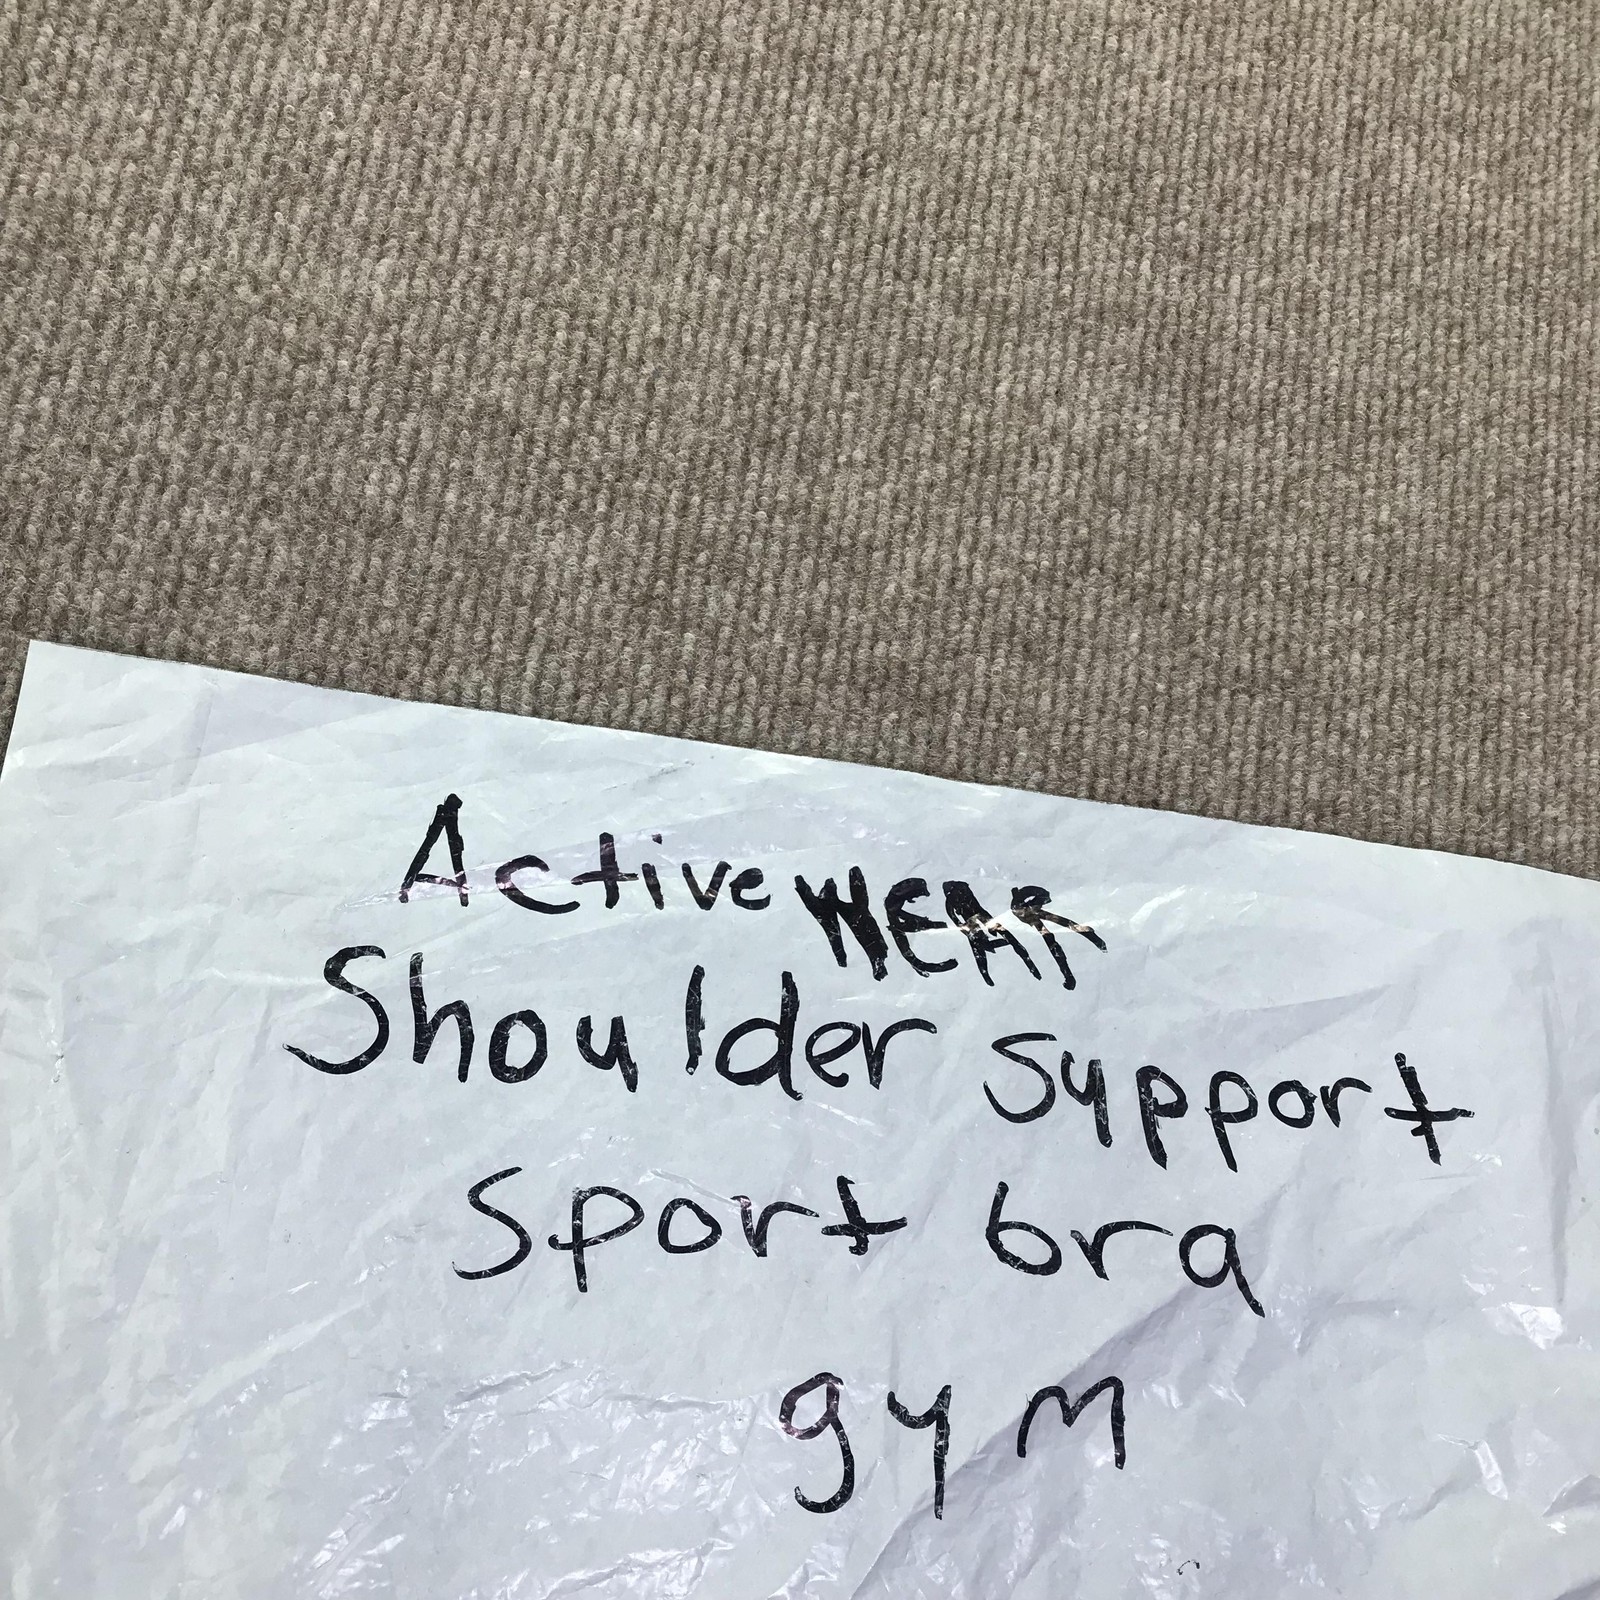 Active WEAR
Shoulder support
Sport bra
gym